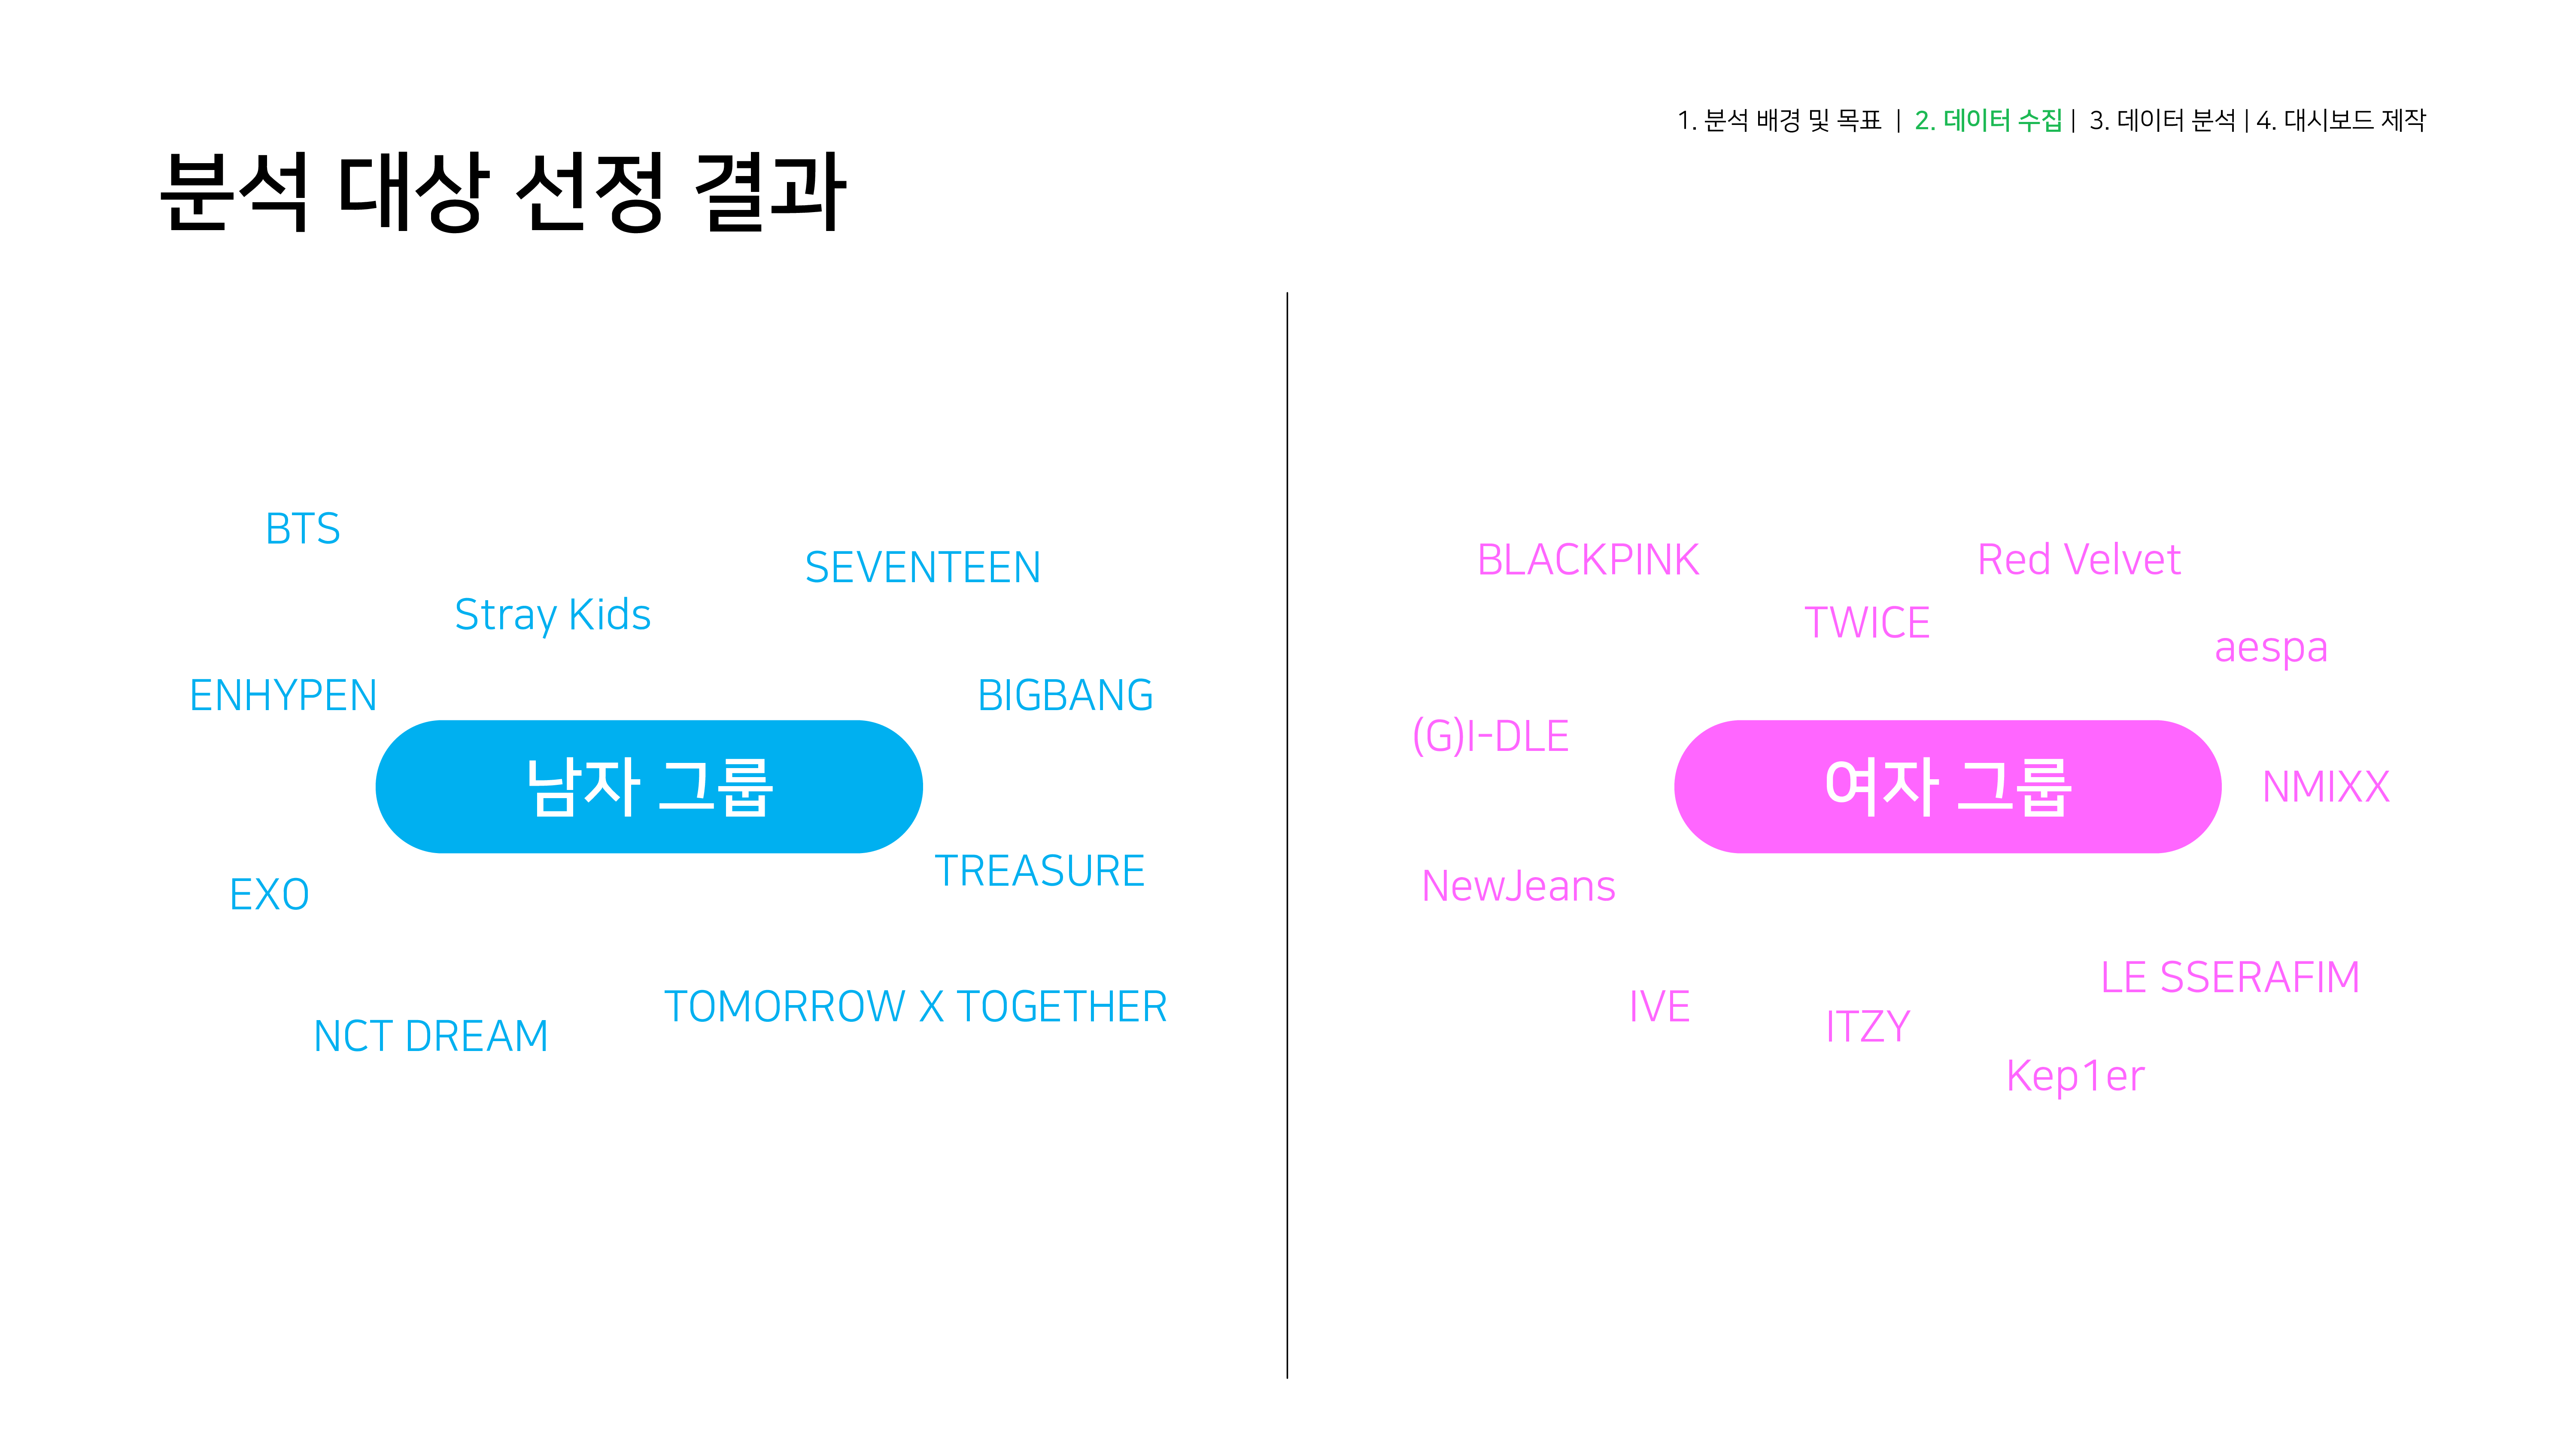 1. 분석 배경 및 목표 | 2. 데이터 수집 | 3. 데이터 분석 | 4. 대시보드 제작
분석 대상 선정 결과
BTS
SEVENTEEN
Stray Kids
ENHYPEN
BIGBANG
남자 그룹
TREASURE
EXO
TOMORROW X TOGETHER
NCT DREAM
BLACKPINK
Red Velvet
TWICE
aespa
(G)I-DLE
여자 그룹
NMIXX
NewJeans
LE SSERAFIM
IVE
ITZY
Kep1er